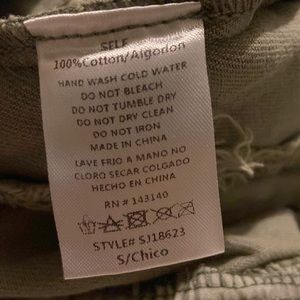 SELF
100%Cotton/Algodon
HAND WASH COLD WATER
DO NOT BLEACH
DO NOT TUMBLE DRY
DO NOT DRY CLEAN
DO NOT IRON
MADE IN CHINA
LAVE FRIO A MANO NO
CLORO SECAR COLGADO
HECHO EN CHINA
RN # 143140
STYLE# SJ18623
S/Chico